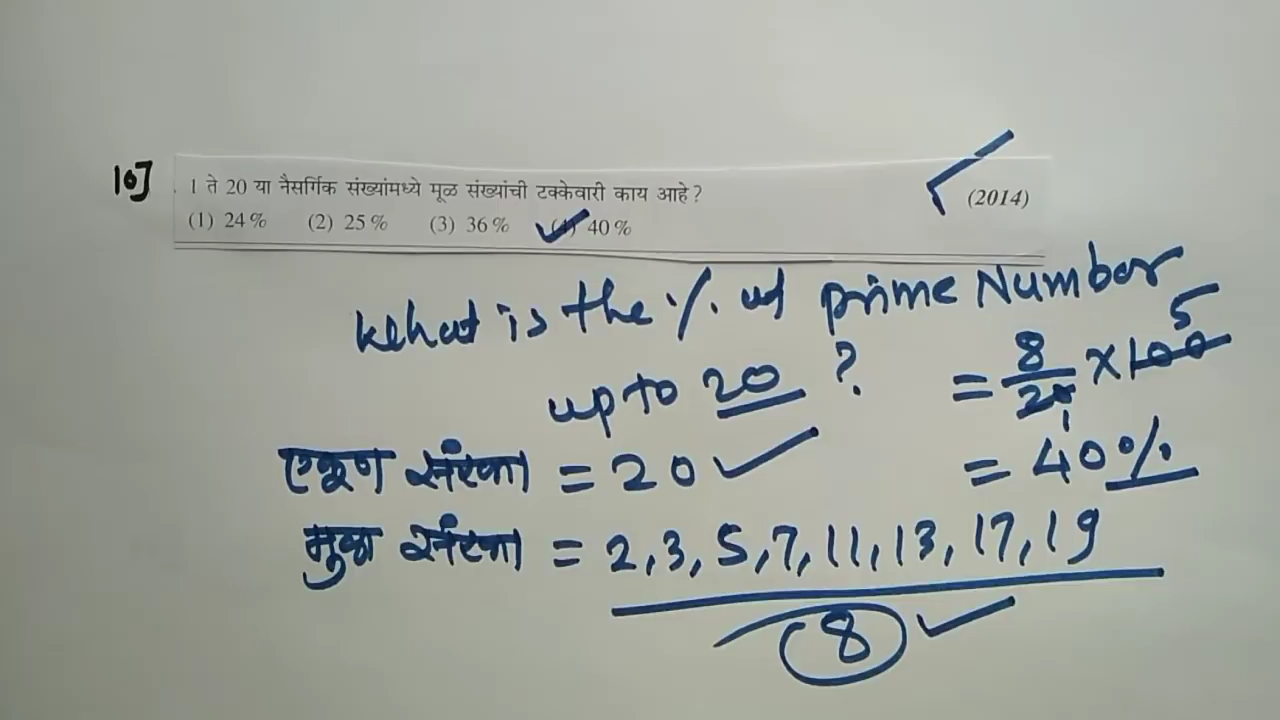 10] 1 ते 20 या नैसर्गिक संख्यांमध्ये मूळ संख्यांची टक्केवारी काय आहे?
(2014)
(1) 24% (2) 25% (3) 36% (4) 40%
What is the % of prime Number
up to 20 ?
= 8/20 × 100 5
1
= 40%
एकूण संख्या = 20
मुळ संख्या = 2, 3, 5, 7, 11, 13, 17, 19
8